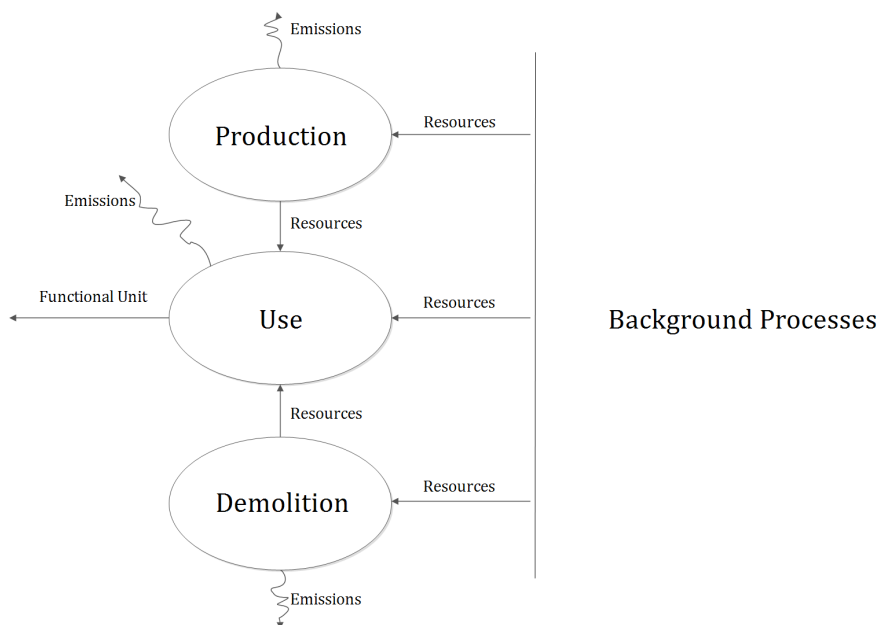 Emissions
Production
Resources
Emissions
Resources
Functional Unit
Use
Resources
Background Processes
Resources
Demolition
Resources
Emissions